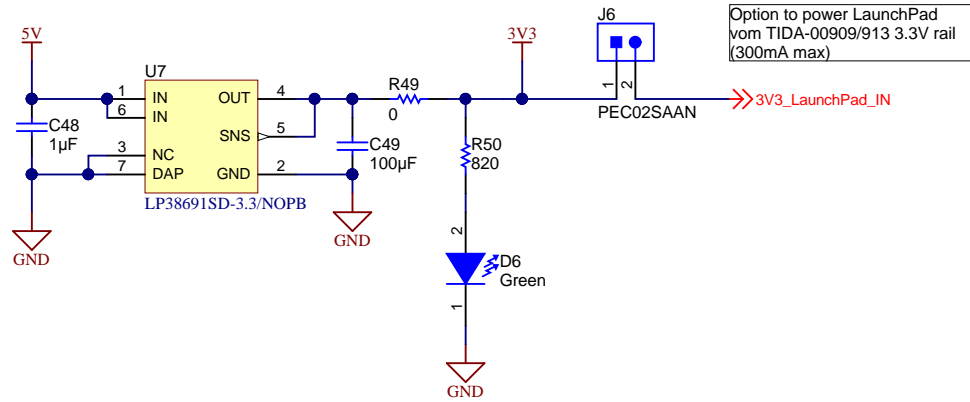 5V
3V3
J6
Option to power LaunchPad
vom TIDA-00909/913 3.3V rail
(300mA max)
U7
1 IN
6 IN
3 NC
7 DAP
OUT 4
SNS 5
GND 2
LP38691SD-3.3/NOPB
C48
1µF
GND
C49
100µF
GND
R49
0
R50
820
1
2
PEC02SAAN
3V3_LaunchPad_IN
2
D6
Green
1
GND